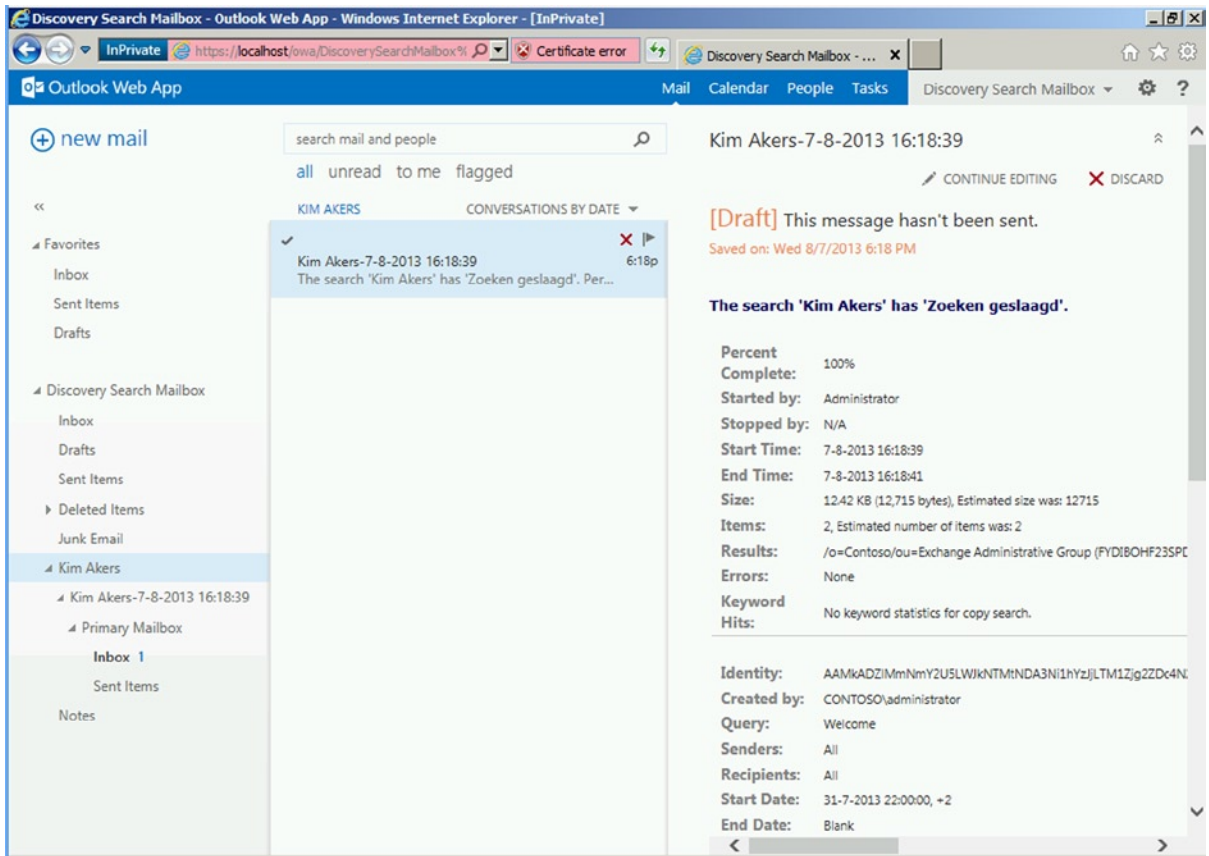 Discovery Search Mailbox - Outlook Web App - Windows Internet Explorer - [InPrivate]
InPrivate https://localhost/owa/DiscoverySearchMailbox% Certificate error Discovery Search Mailbox - ... X
Outlook Web App Mail Calendar People Tasks Discovery Search Mailbox ?
new mail
«
Favorites
Inbox
Sent Items
Drafts
Discovery Search Mailbox
Inbox
Drafts
Sent Items
Deleted Items
Junk Email
Kim Akers
Kim Akers-7-8-2013 16:18:39
Primary Mailbox
Inbox 1
Sent Items
Notes
search mail and people
all unread to me flagged
KIM AKERS CONVERSATIONS BY DATE
Kim Akers-7-8-2013 16:18:39 6:18p
The search 'Kim Akers' has 'Zoeken geslaagd'. Per...
Kim Akers-7-8-2013 16:18:39
CONTINUE EDITING DISCARD
[Draft] This message hasn't been sent.
Saved on: Wed 8/7/2013 6:18 PM
The search 'Kim Akers' has 'Zoeken geslaagd'.
Percent
Complete: 100%
Started by: Administrator
Stopped by: N/A
Start Time: 7-8-2013 16:18:39
End Time: 7-8-2013 16:18:41
Size: 12.42 KB (12,715 bytes), Estimated size was: 12715
Items: 2, Estimated number of items was: 2
Results: /o=Contoso/ou=Exchange Administrative Group (FYDIBOHF23SPD
Errors: None
Keyword
Hits: No keyword statistics for copy search.
Identity:
Created by: CONTOSO\administrator
Query: Welcome
Senders: All
Recipients: All
Start Date: 31-7-2013 22:00:00, +2
End Date: Blank